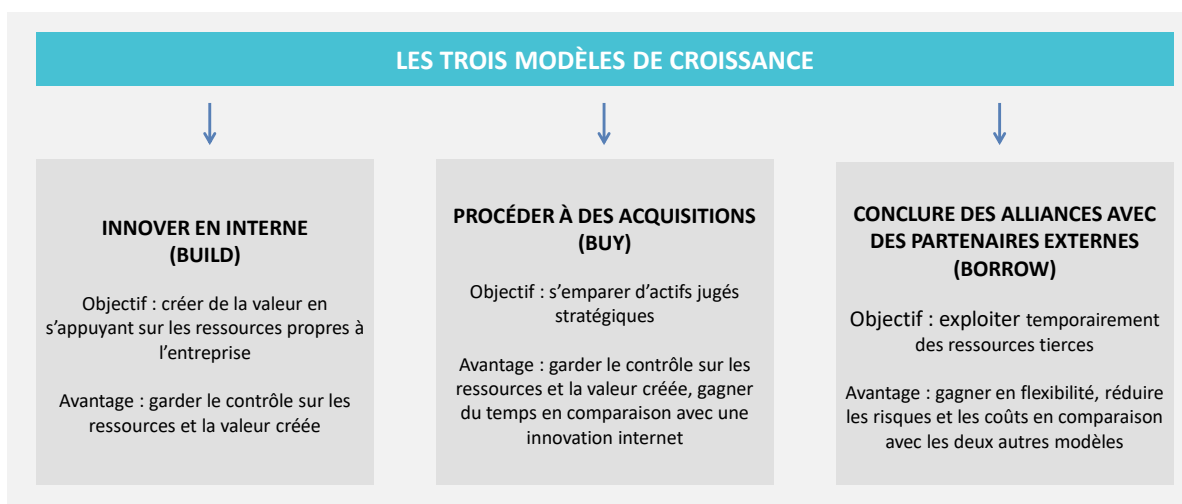 LES TROIS MODÈLES DE CROISSANCE
INNOVER EN INTERNE
(BUILD)
Objectif : créer de la valeur en
s’appuyant sur les ressources propres à
l’entreprise
Avantage : garder le contrôle sur les
ressources et la valeur créée
PROCÉDER À DES ACQUISITIONS
(BUY)
Objectif : s’emparer d’actifs jugés
stratégiques
Avantage : garder le contrôle sur les
ressources et la valeur créée, gagner
du temps en comparaison avec une
innovation internet
CONCLURE DES ALLIANCES AVEC
DES PARTENAIRES EXTERNES
(BORROW)
Objectif : exploiter temporairement
des ressources tierces
Avantage : gagner en flexibilité, réduire
les risques et les coûts en comparaison
avec les deux autres modèles